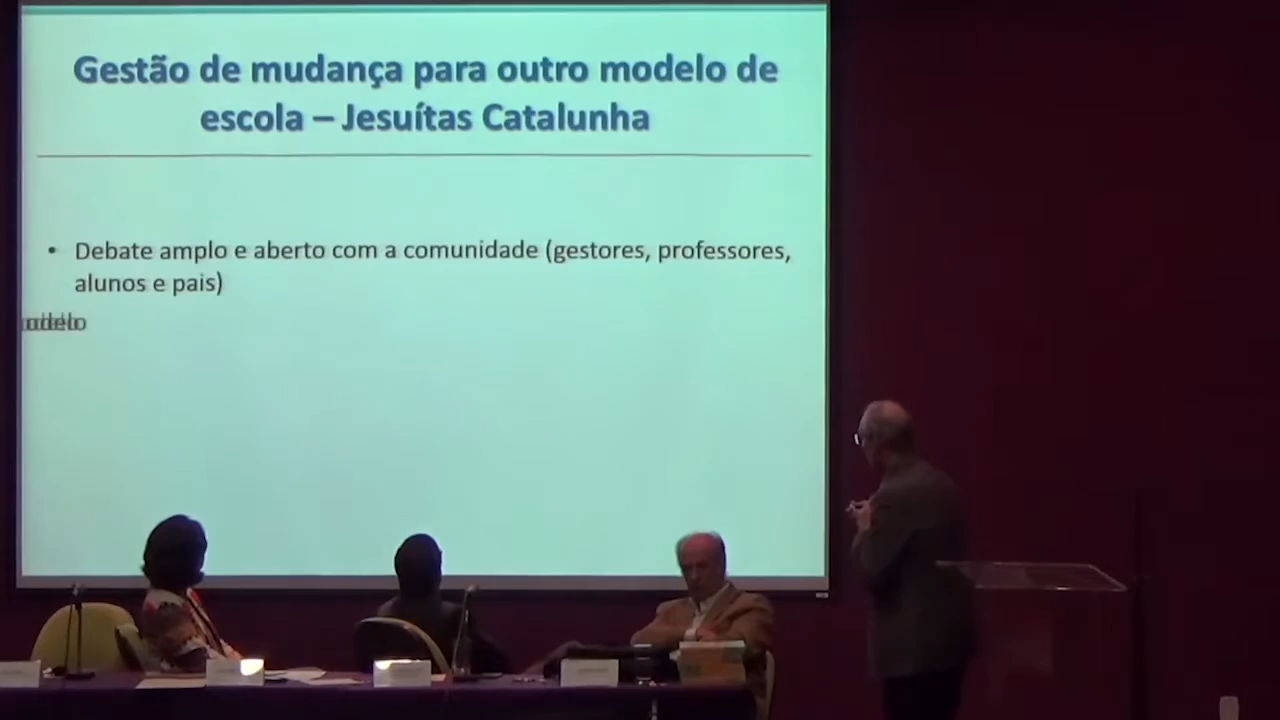 Gestão de mudança para outro modelo de
escola – Jesuítas Catalunha
• Debate amplo e aberto com a comunidade (gestores, professores,
alunos e pais)